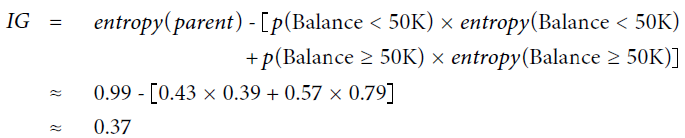 IG = entropy(parent) - [p(Balance < 50K) × entropy(Balance < 50K)
+p(Balance ≥ 50K) × entropy(Balance ≥ 50K)]
≈ 0.99 - [0.43 × 0.39 + 0.57 × 0.79]
≈ 0.37